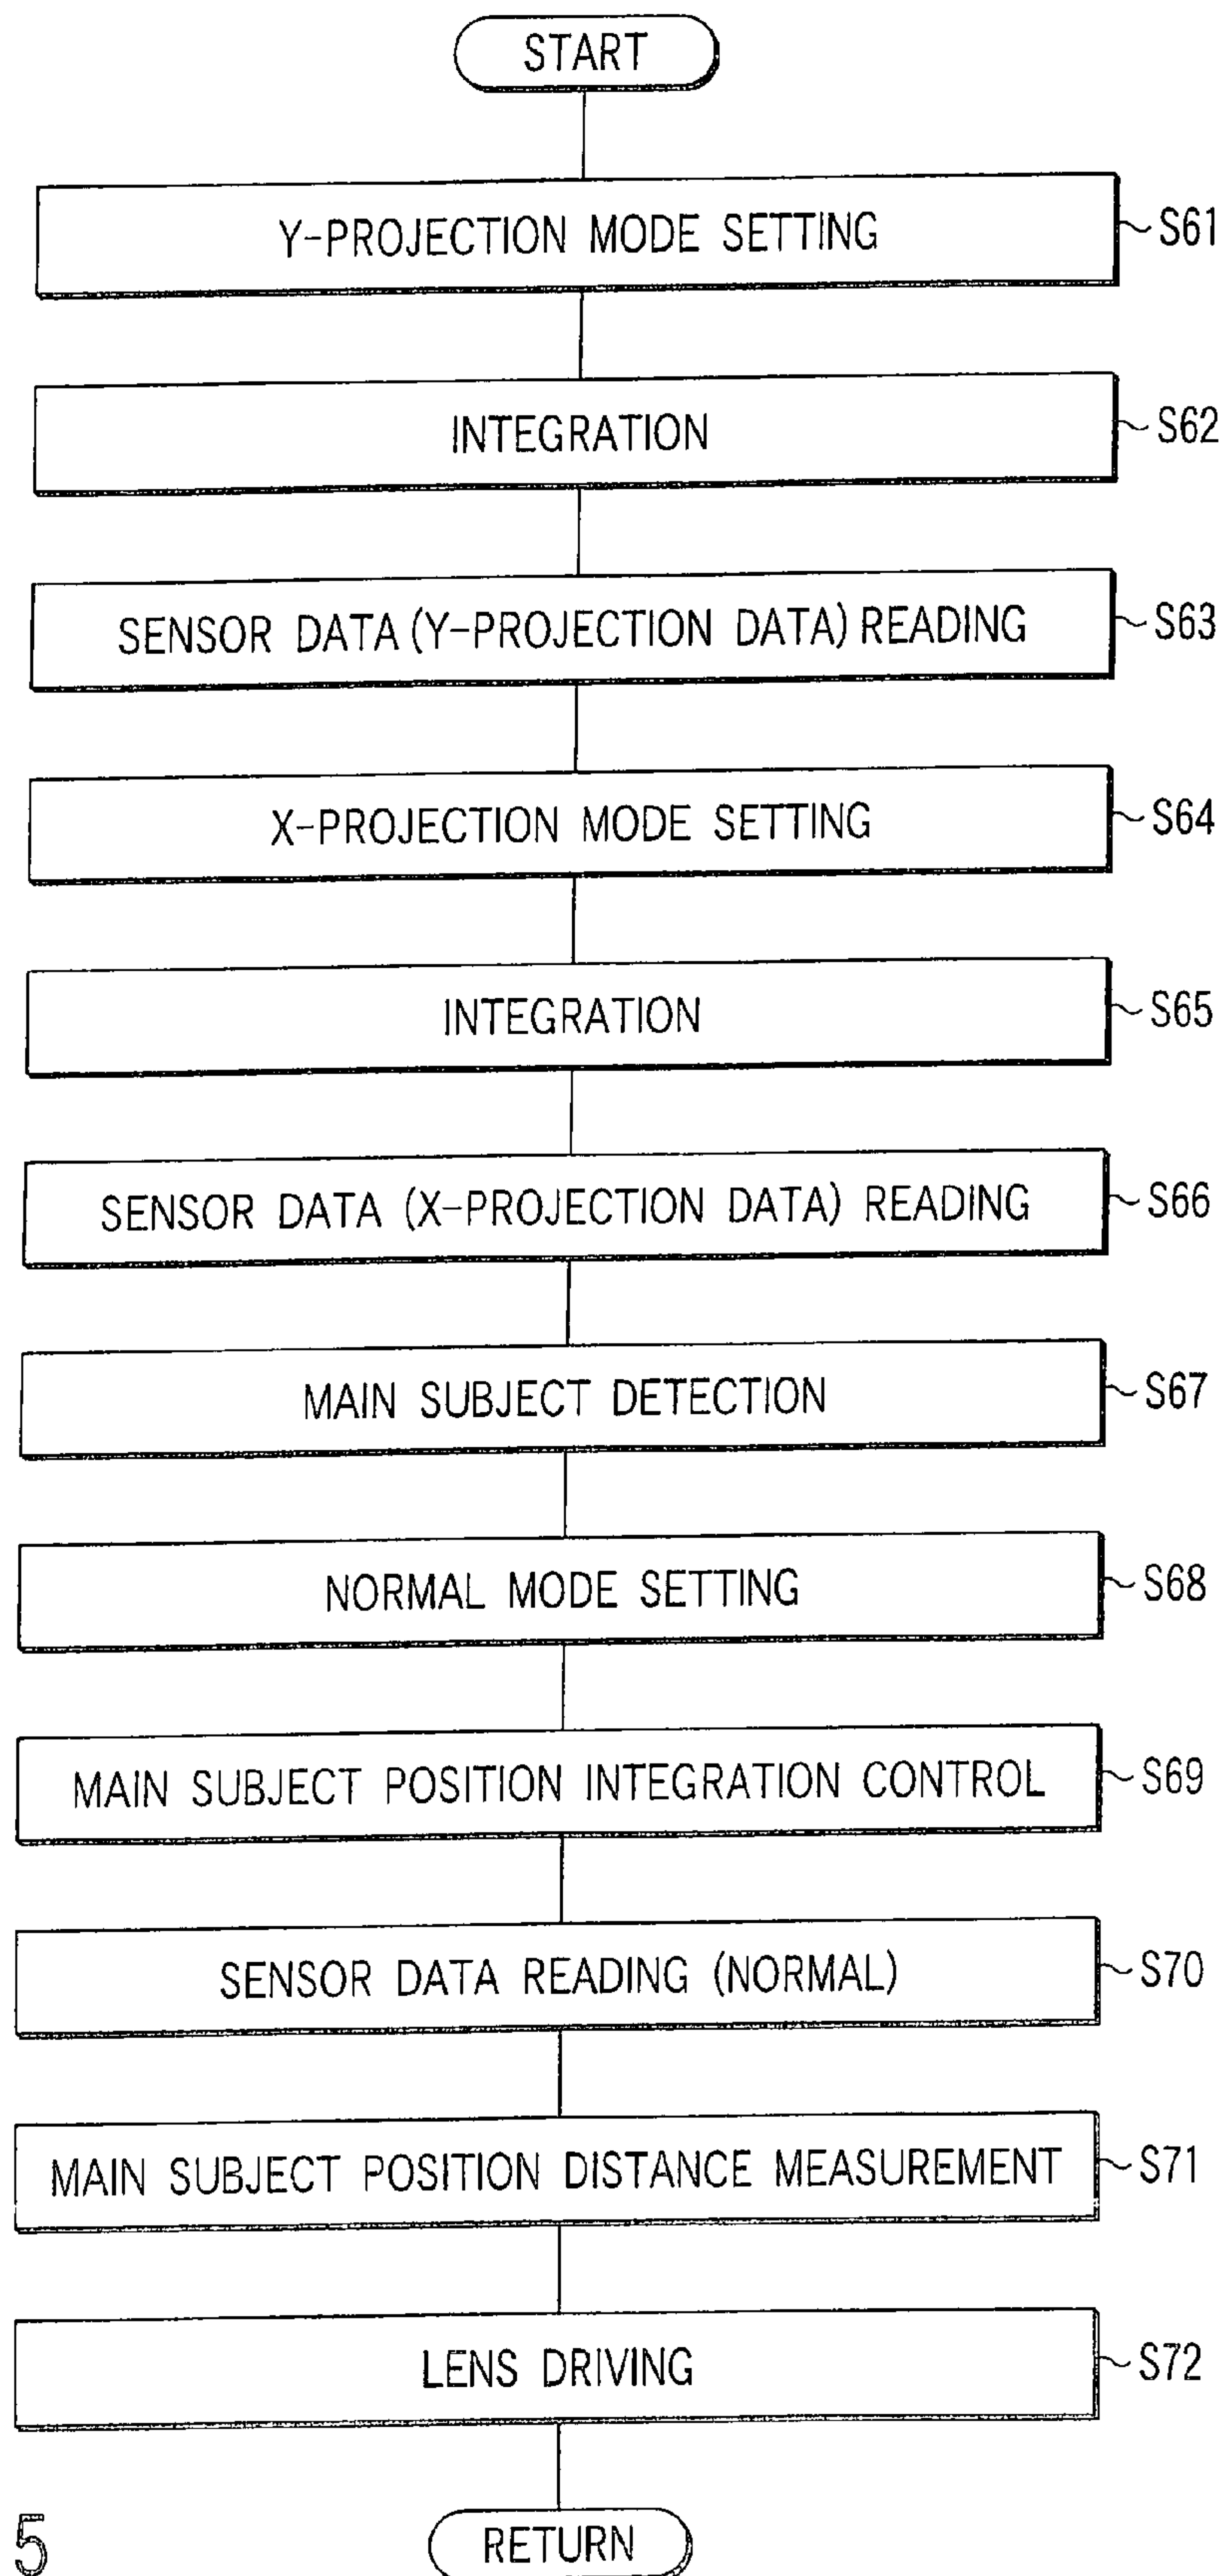 START
Y-PROJECTION MODE SETTING
S61
INTEGRATION
S62
SENSOR DATA (Y-PROJECTION DATA) READING
S63
X-PROJECTION MODE SETTING
S64
INTEGRATION
S65
SENSOR DATA (X-PROJECTION DATA) READING
S66
MAIN SUBJECT DETECTION
S67
NORMAL MODE SETTING
S68
MAIN SUBJECT POSITION INTEGRATION CONTROL
S69
SENSOR DATA READING (NORMAL)
S70
MAIN SUBJECT POSITION DISTANCE MEASUREMENT
S71
LENS DRIVING
S72
5
RETURN